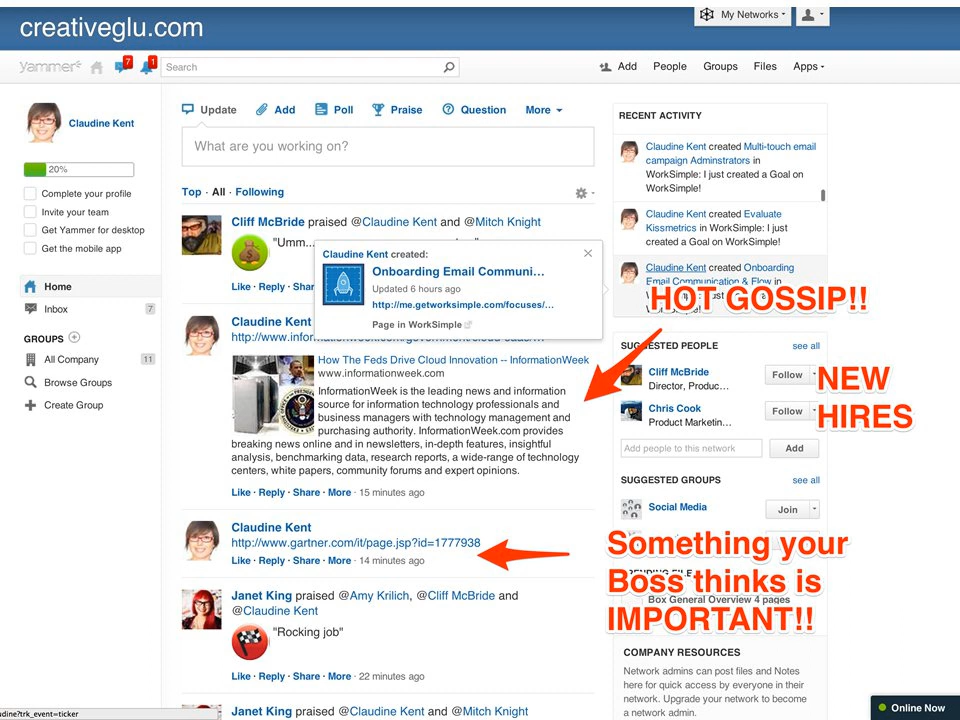 creativeglu.com
My Networks
yammer
7
1
Search
Add
People
Groups
Files
Apps
Claudine Kent
20%
Complete your profile
Invite your team
Get Yammer for desktop
Get the mobile app
Home
Inbox
7
GROUPS
All Company
11
Browse Groups
Create Group
Update
Add
Poll
Praise
Question
More
What are you working on?
Top · All · Following
Cliff McBride praised @Claudine Kent and @Mitch Knight
"Umm...
Like · Reply · Shar
Claudine Kent created:
Onboarding Email Communi...
Updated 6 hours ago
http://me.getworksimple.com/focuses/...
Page in WorkSimple
Claudine Kent
How The Feds Drive Cloud Innovation -- InformationWeek
www.informationweek.com
InformationWeek is the leading news and information
source for information technology professionals and
business managers with technology management and
purchasing authority. InformationWeek.com provides
breaking news online and in newsletters, in-depth features, insightful
analysis, benchmarking data, research reports, a wide-range of technology
centers, white papers, community forums and expert opinions.
Like · Reply · Share · More · 15 minutes ago
Claudine Kent
http://www.gartner.com/it/page.jsp?id=1777938
Like · Reply · Share · More · 14 minutes ago
Janet King praised @Amy Krilich, @Cliff McBride and
@Claudine Kent
"Rocking job"
Like · Reply · Share · More · 22 minutes ago
Janet King praised @Claudine Kent and @Mitch Knight
RECENT ACTIVITY
Claudine Kent created Multi-touch email
campaign Adminstrators in
WorkSimple: I just created a Goal on
WorkSimple!
Claudine Kent created Evaluate
Kissmetrics in WorkSimple: I just
created a Goal on WorkSimple!
Claudine Kent created Onboarding
Email Communication & Flow in
HOT GOSSIP!!
SUGGESTED PEOPLE
see all
Cliff McBride
Director, Produc...
Follow
Chris Cook
Product Marketin...
Follow
NEW
HIRES
Add people to this network
Add
SUGGESTED GROUPS
see all
Social Media
Join
Something your
Boss thinks is
IMPORTANT!!
Box General Overview 4 pages
COMPANY RESOURCES
Network admins can post files and Notes
here for quick access by everyone in their
network. Upgrade your network to become
a network admin.
udine?trk_event=ticker
Online Now